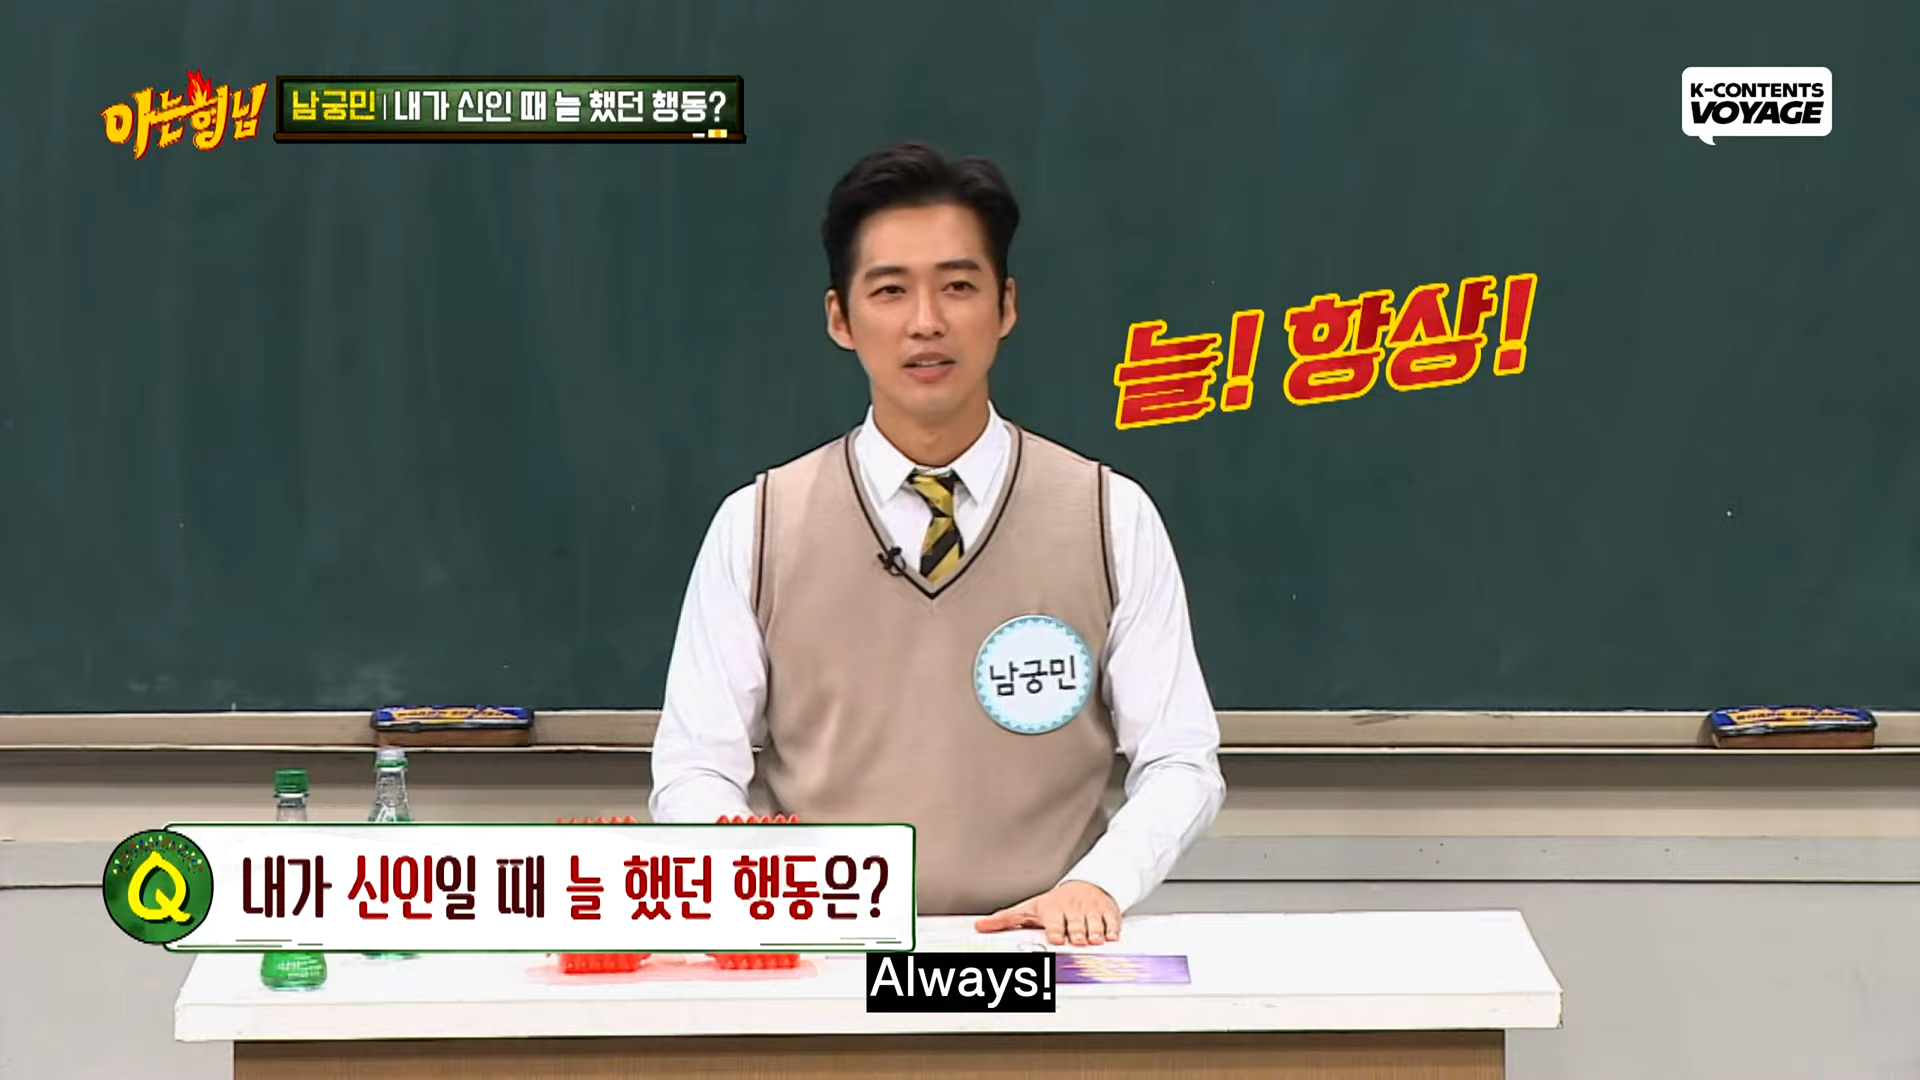 아는형님
남궁민 | 내가 신인 때 늘 했던 행동?
K-CONTENTS
VOYAGE
늘! 항상!
남궁민
Q 내가 신인일 때 늘 했던 행동은?
Always!